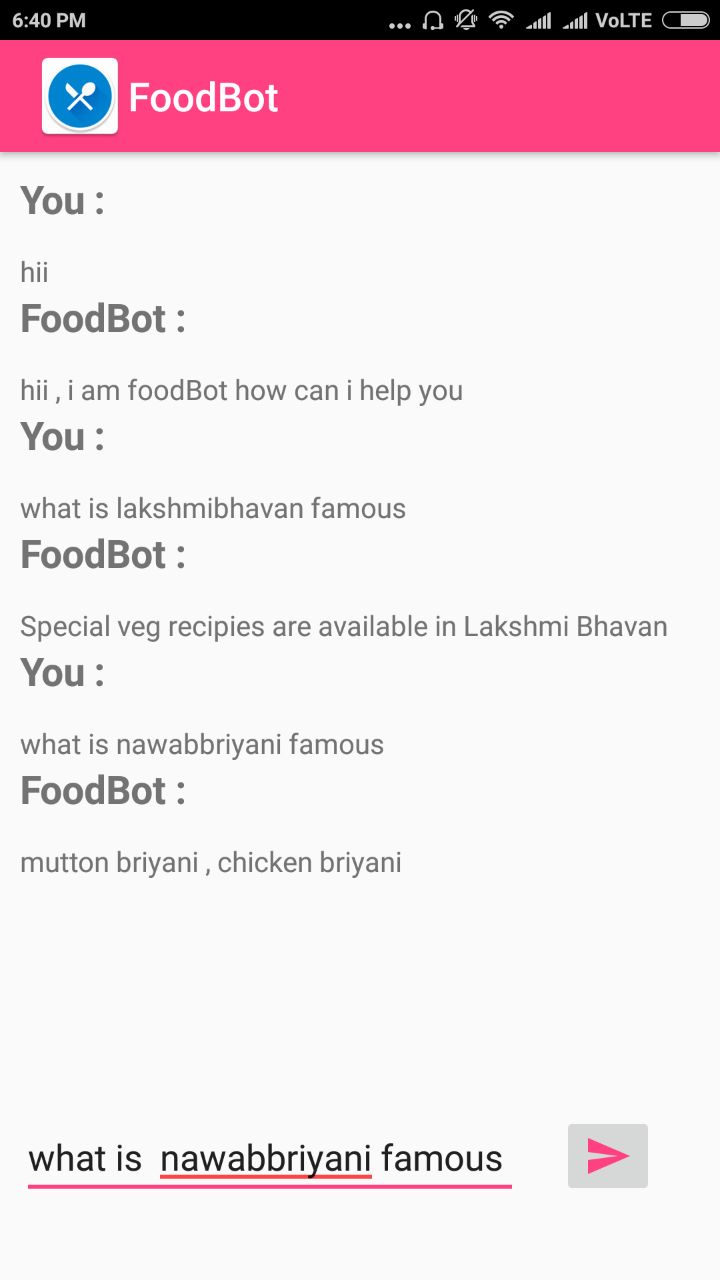 6:40 PM ... VoLTE
FoodBot
You :
hii
FoodBot :
hii , i am foodBot how can i help you
You :
what is lakshmibhavan famous
FoodBot :
Special veg recipies are available in Lakshmi Bhavan
You :
what is nawabbriyani famous
FoodBot :
mutton briyani , chicken briyani
what is  nawabbriyani famous